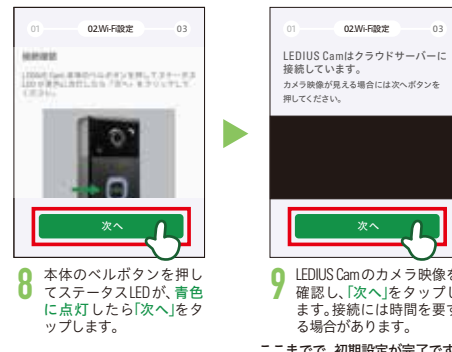 01 02.Wi-Fi設定 03
接続確認
次へ
8 本体のベルボタンを押し
てステータスLEDが、青色
に点灯したら「次へ」をタ
ップします。
01 02.Wi-Fi設定 03
LEDIUS Camはクラウドサーバーに
接続しています。
カメラ映像が見える場合には次へボタンを
押してください。
次へ
9 LEDIUS Camのカメラ映像を
確認し、「次へ」をタップし
ます。接続には時間を要す
る場合があります。
ここまでで、初期設定が完了です